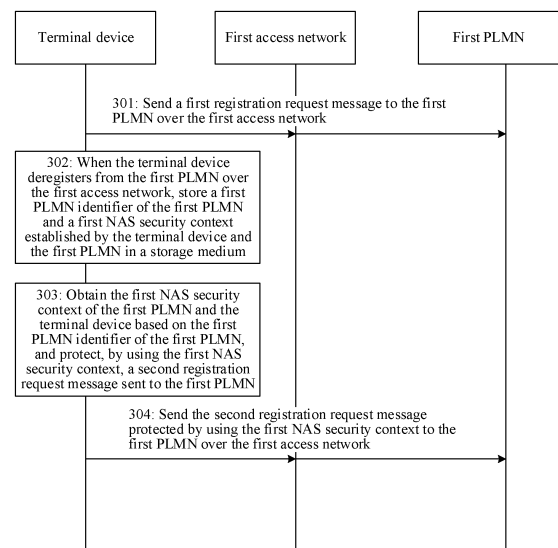 Terminal device
First access network
First PLMN
301: Send a first registration request message to the first
PLMN over the first access network
302: When the terminal device
deregisters from the first PLMN over
the first access network, store a first
PLMN identifier of the first PLMN
and a first NAS security context
established by the terminal device and
the first PLMN in a storage medium
303: Obtain the first NAS security
context of the first PLMN and the
terminal device based on the first
PLMN identifier of the first PLMN,
and protect, by using the first NAS
security context, a second registration
request message sent to the first PLMN
304: Send the second registration request message
protected by using the first NAS security context to the
first PLMN over the first access network